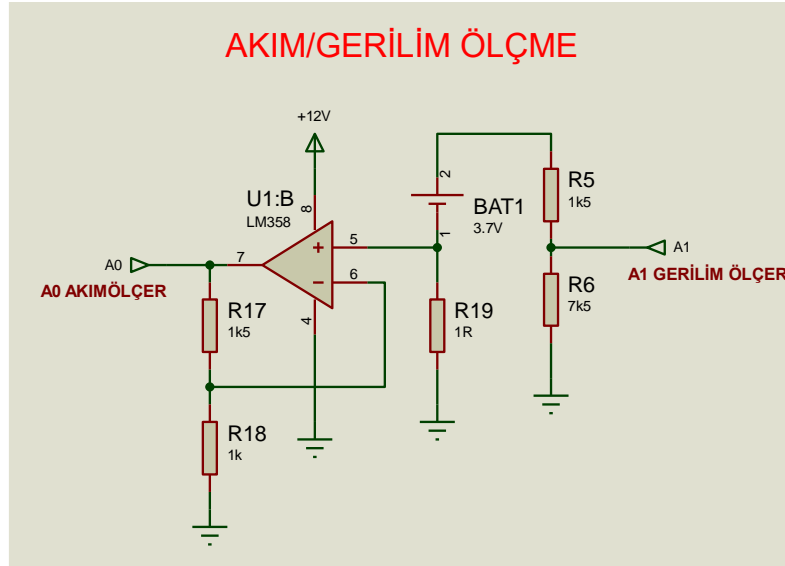 AKIM/GERİLİM ÖLÇME
+12V
U1:B
LM358
8
5
6
7
4
+
−
A0
A0 AKIMÖLÇER
R17
1k5
R18
1k
2
1
BAT1
3.7V
R19
1R
R5
1k5
R6
7k5
A1
A1 GERİLİM ÖLÇER